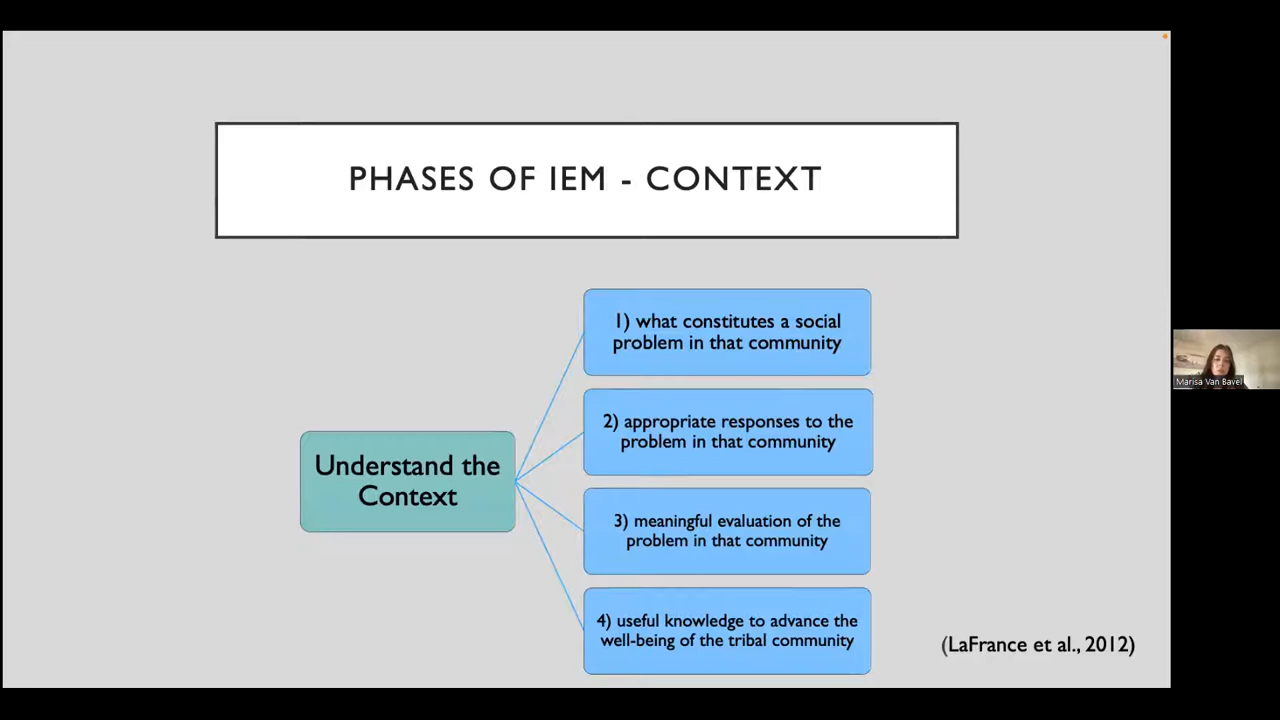 PHASES OF IEM - CONTEXT
1) what constitutes a social
problem in that community
2) appropriate responses to the
problem in that community
Understand the
Context
3) meaningful evaluation of the
problem in that community
4) useful knowledge to advance the
well-being of the tribal community
(LaFrance et al., 2012)
Marisa Van Bavel